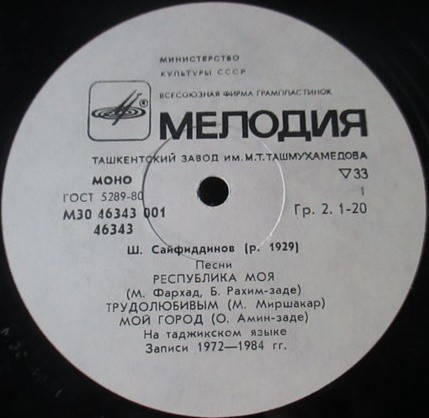 МИНИСТЕРСТВО
КУЛЬТУРЫ СССР
ВСЕСОЮЗНАЯ ФИРМА ГРАМПЛАСТИНОК
® МЕЛОДИЯ
ТАШКЕНТСКИЙ ЗАВОД ИМ. М.Т. ТАШМУХАМЕДОВА
МОНО ▽33
ГОСТ 5289-80 1
М30 46343 001 Гр. 2. 1-20
46343
Ш. Сайфиддинов (р. 1929)
Песни
РЕСПУБЛИКА МОЯ
(М. Фархад, Б. Рахим-заде)
ТРУДОЛЮБИВЫМ (М. Миршакар)
МОЙ ГОРОД (О. Амин-заде)
На таджикском языке
Записи 1972—1984 гг.